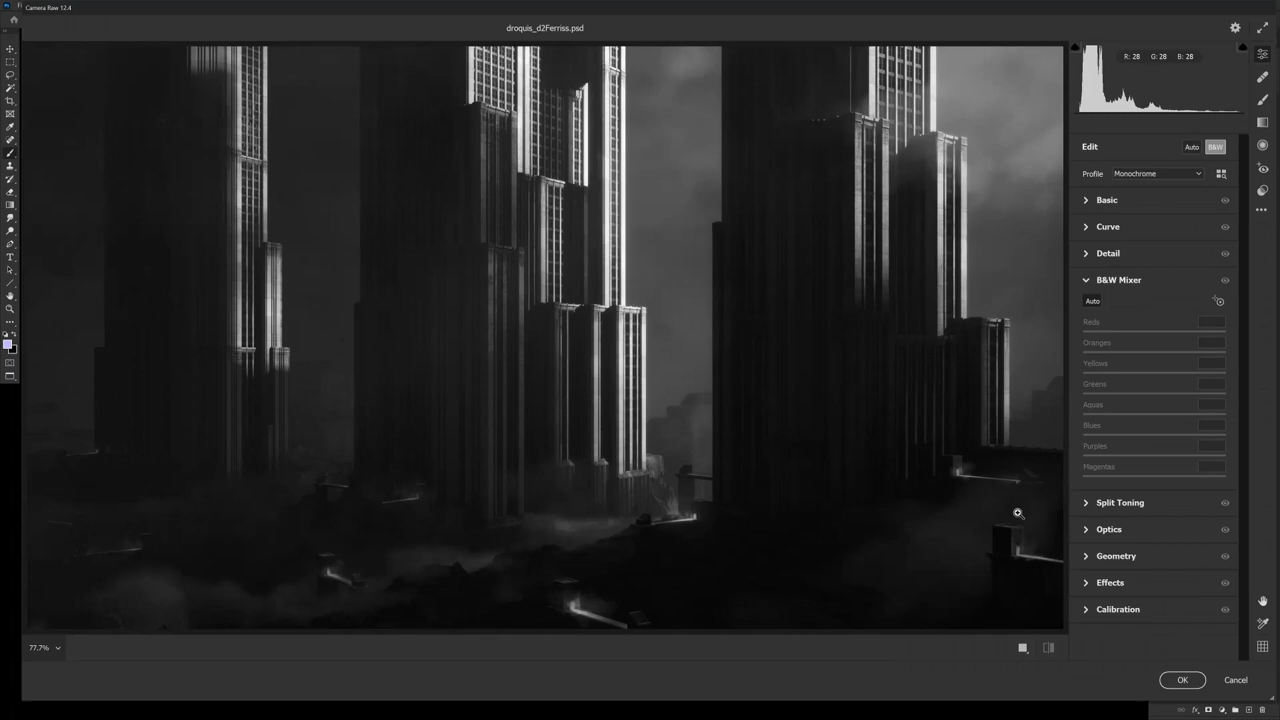 Camera Raw 12.4
droquis_d2Ferriss.psd
R: 28 G: 28 B: 28
Edit Auto B&W
Profile Monochrome
Basic
Curve
Detail
B&W Mixer
Auto
Reds
Oranges
Yellows
Greens
Aquas
Blues
Purples
Magentas
Split Toning
Optics
Geometry
Effects
Calibration
77.7%
OK Cancel